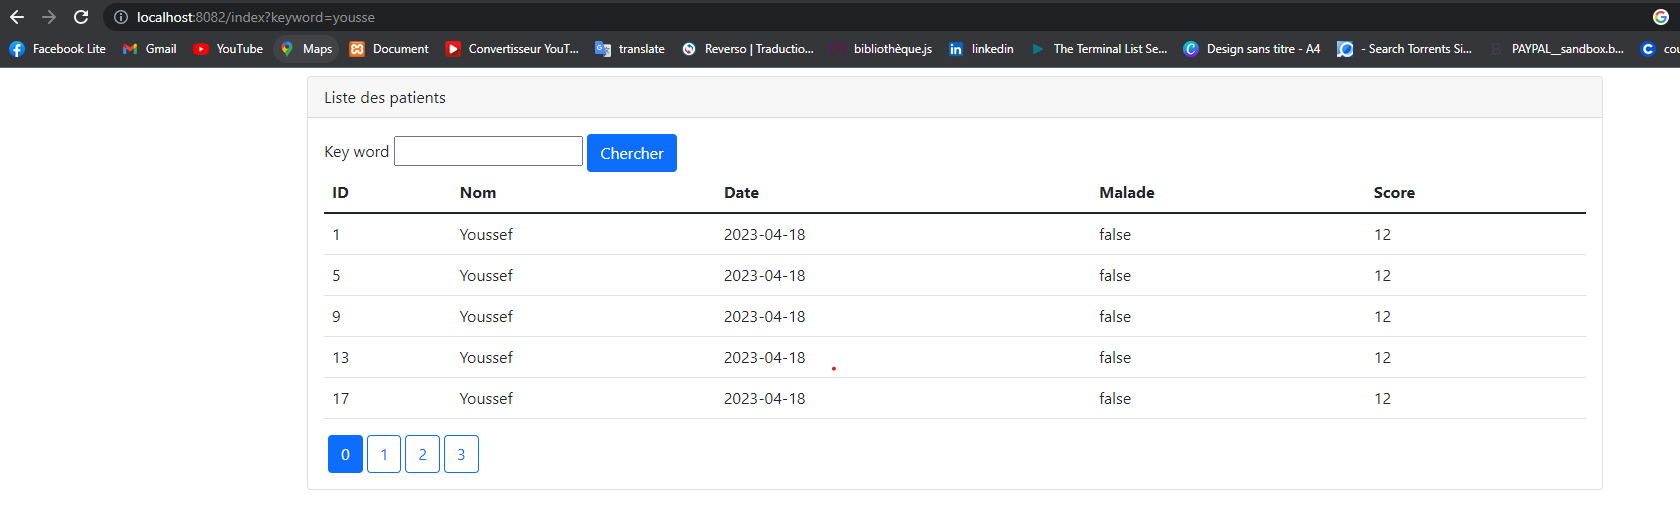 localhost:8082/index?keyword=yousse
Facebook Lite Gmail YouTube Maps Document Convertisseur YouT... translate Reverso | Traductio... bibliothèque.js linkedin The Terminal List Se... Design sans titre - A4 - Search Torrents Si... PAYPAL_sandbox.b... cou
Liste des patients
Key word Chercher
ID Nom Date Malade Score
1 Youssef 2023-04-18 false 12
5 Youssef 2023-04-18 false 12
9 Youssef 2023-04-18 false 12
13 Youssef 2023-04-18 false 12
17 Youssef 2023-04-18 false 12
0 1 2 3